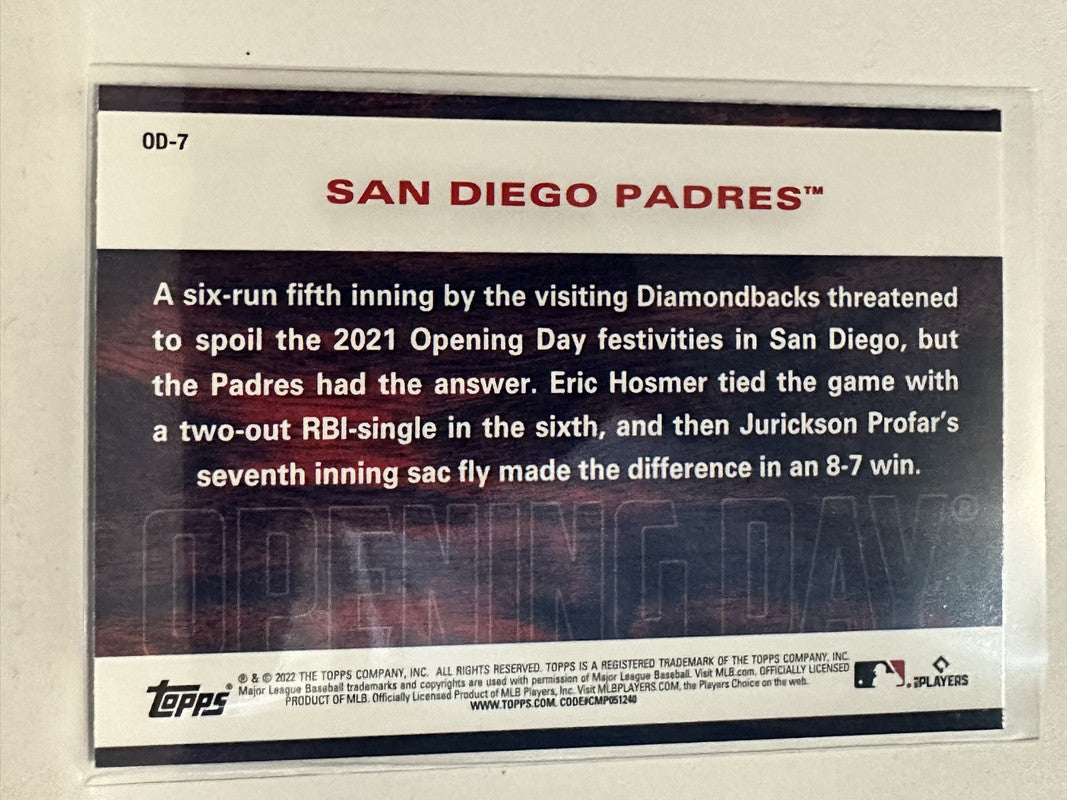 OD-7
SAN DIEGO PADRES™
A six-run fifth inning by the visiting Diamondbacks threatened
to spoil the 2021 Opening Day festivities in San Diego, but
the Padres had the answer. Eric Hosmer tied the game with
a two-out RBI-single in the sixth, and then Jurickson Profar's
seventh inning sac fly made the difference in an 8-7 win.
OPENING DAY®
® & © 2022 THE TOPPS COMPANY, INC. ALL RIGHTS RESERVED. TOPPS IS A REGISTERED TRADEMARK OF THE TOPPS COMPANY, INC.
Major League Baseball trademarks and copyrights are used with permission of Major League Baseball. Visit MLB.com. OFFICIALLY LICENSED
PRODUCT OF MLB. Officially Licensed Product of MLB Players, Inc. Visit MLBPLAYERS.COM, the Players Choice on the web.
WWW.TOPPS.COM. CODE#CMP051240
TOPPS®
MLB PLAYERS